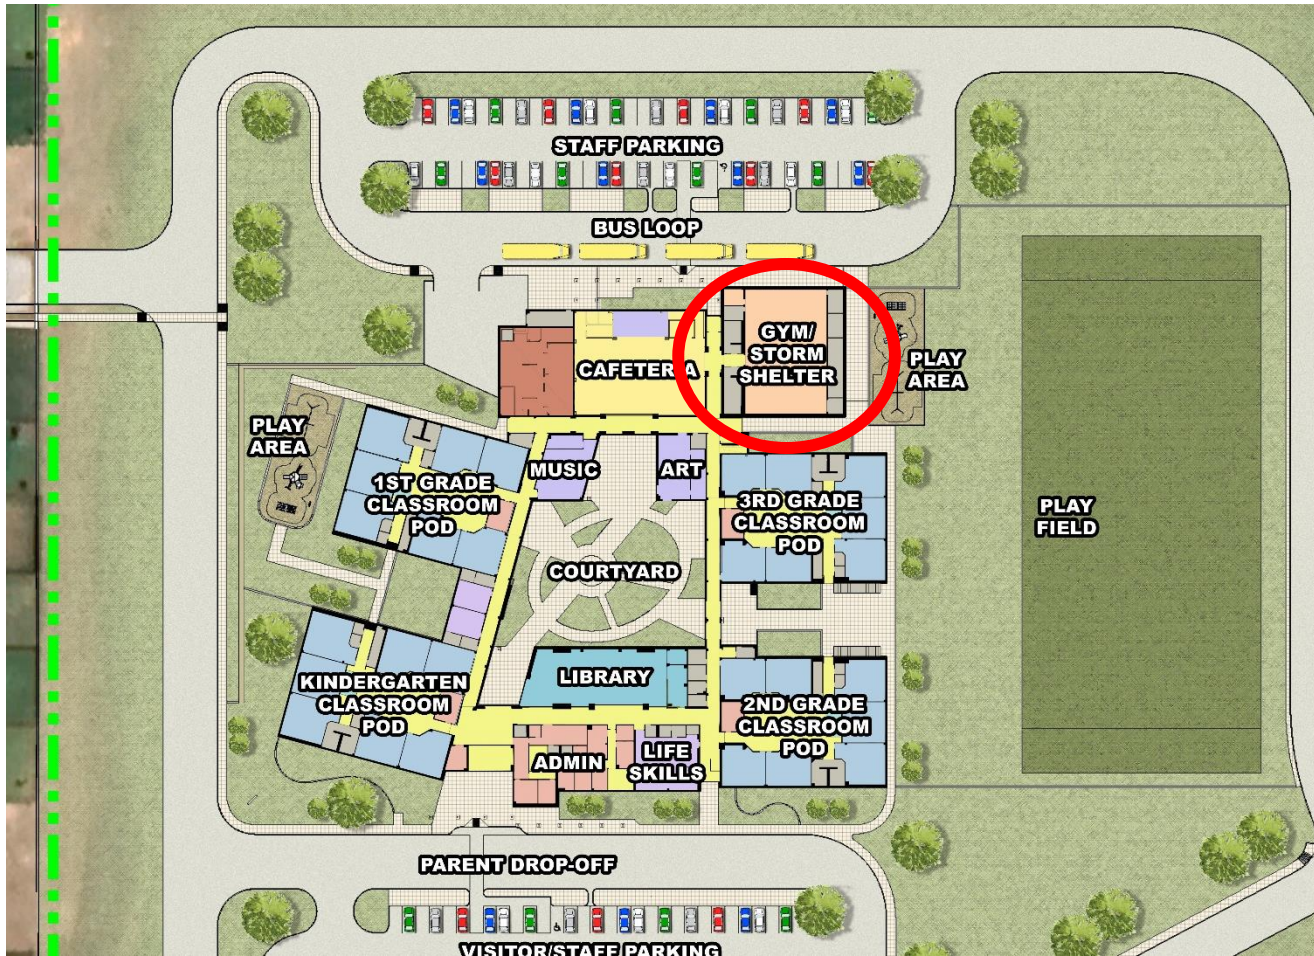 STAFF PARKING
BUS LOOP
GYM/
STORM
SHELTER
CAFETERIA
PLAY
AREA
PLAY
AREA
MUSIC
ART
1ST GRADE
CLASSROOM
POD
3RD GRADE
CLASSROOM
POD
PLAY
FIELD
COURTYARD
LIBRARY
KINDERGARTEN
CLASSROOM
POD
2ND GRADE
CLASSROOM
POD
ADMIN
LIFE
SKILLS
PARENT DROP-OFF
VISITOR/STAFF PARKING